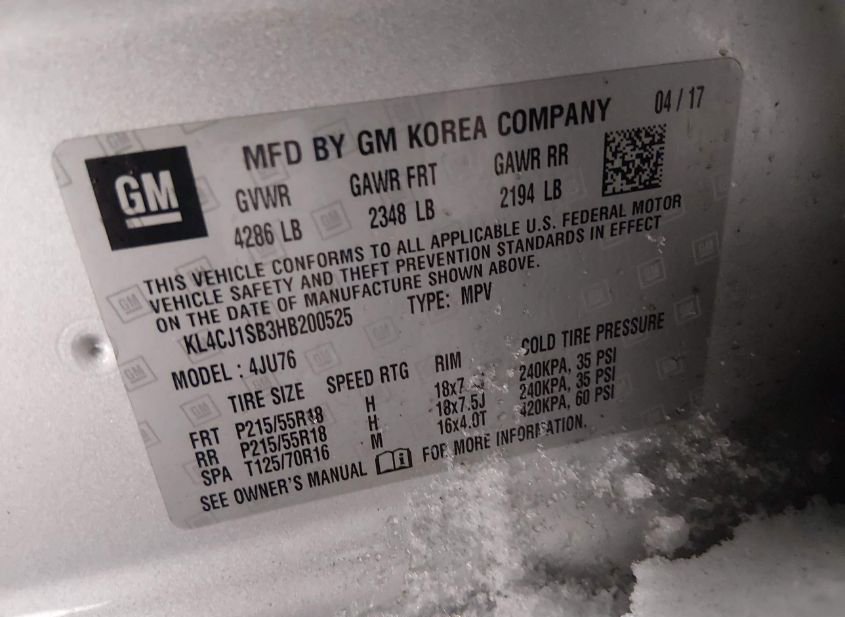 GM
MFD BY GM KOREA COMPANY 04 / 17
GVWR GAWR FRT GAWR RR
4286 LB 2348 LB 2194 LB
THIS VEHICLE CONFORMS TO ALL APPLICABLE U.S. FEDERAL MOTOR
VEHICLE SAFETY AND THEFT PREVENTION STANDARDS IN EFFECT
ON THE DATE OF MANUFACTURE SHOWN ABOVE.
KL4CJ1SB3HB200525 TYPE: MPV
MODEL : 4JU76
TIRE SIZE SPEED RTG RIM COLD TIRE PRESSURE
FRT P215/55R18 H 240KPA, 35 PSI
RR P215/55R18 H 18x7.5J 240KPA, 35 PSI
SPA T125/70R16 M 16x4.0T 420KPA, 60 PSI
SEE OWNER'S MANUAL FOR MORE INFORMATION.